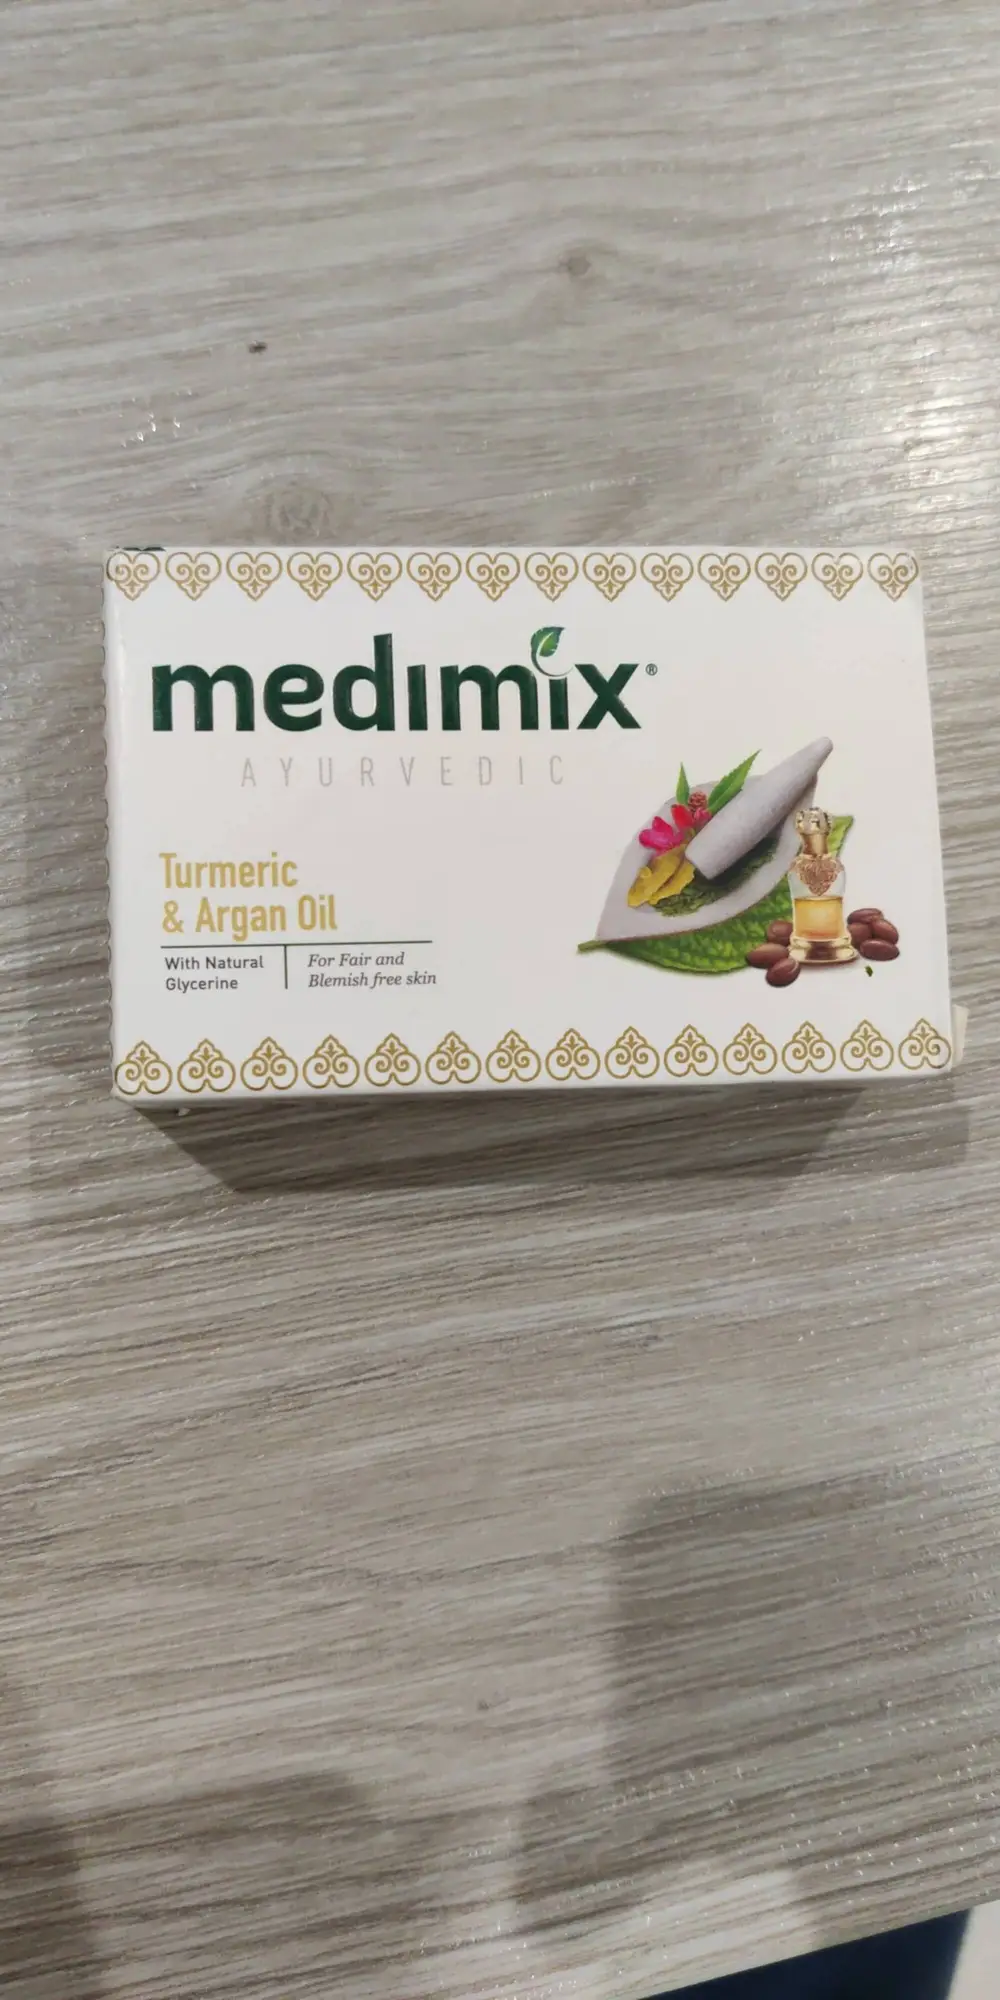 medimix®
AYURVEDIC
Turmeric
& Argan Oil
With Natural
Glycerine
For Fair and
Blemish free skin